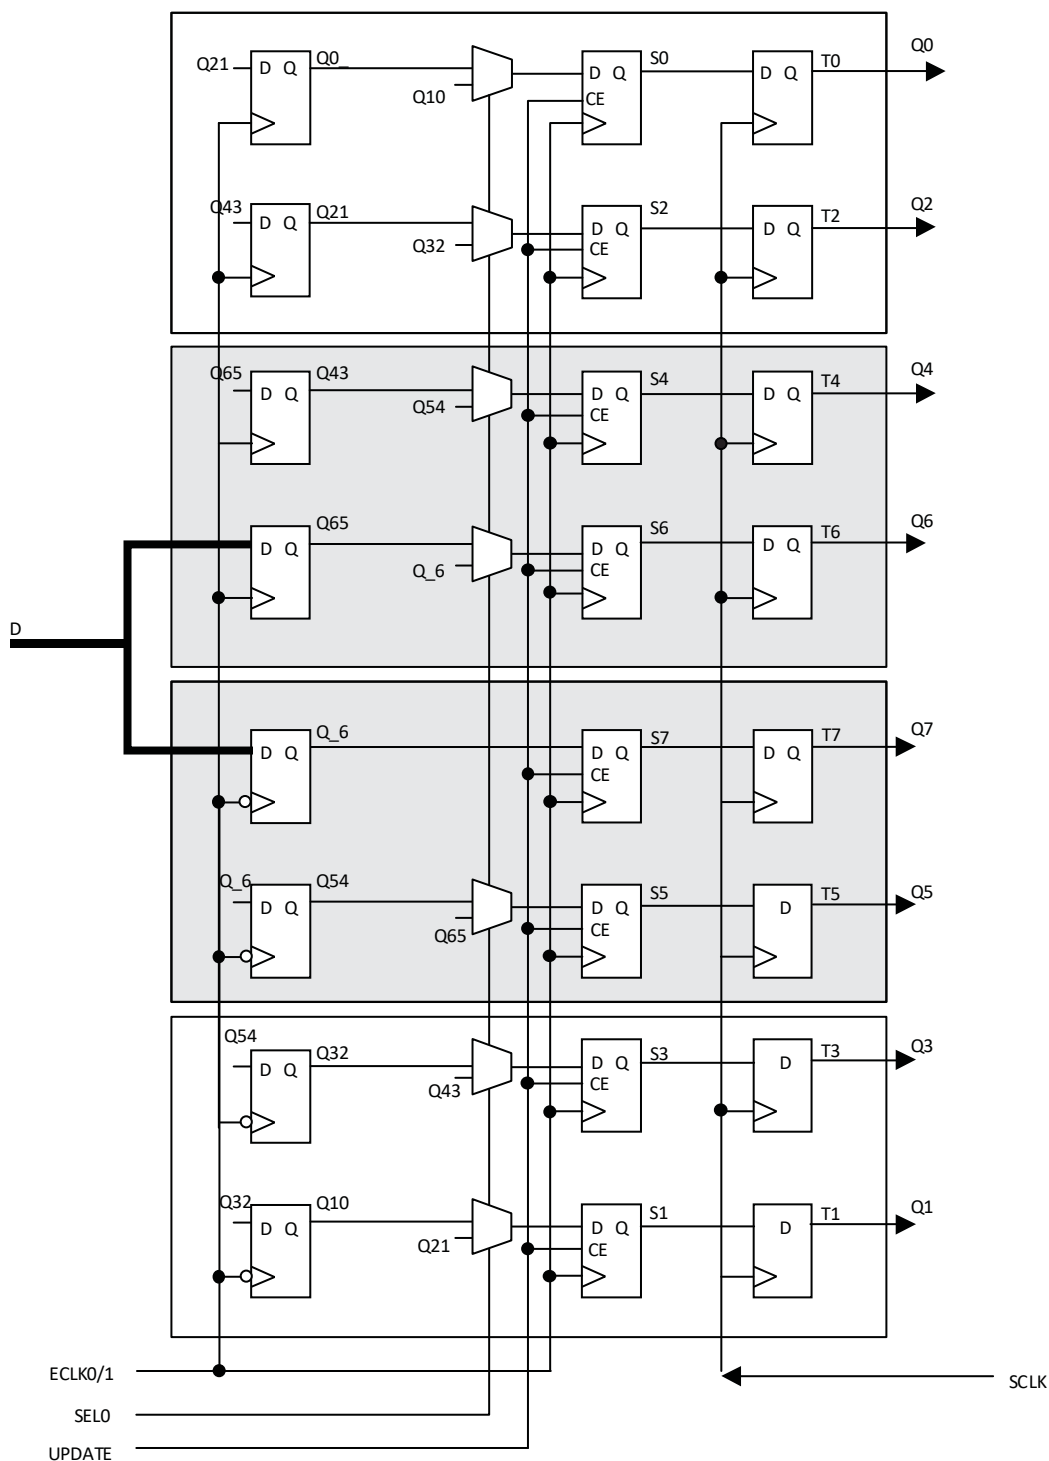 Q21 D Q Q0_ Q10 D Q CE S0 D Q T0 Q0
Q43 D Q Q21 Q32 D Q CE S2 D Q T2 Q2
Q65 D Q Q43 Q54 D Q CE S4 D Q T4 Q4
D Q Q65 Q_6 D Q CE S6 D Q T6 Q6
D
D Q Q_6 D Q CE S7 D Q T7 Q7
Q_6 D Q Q54 Q65 D Q CE S5 D T5 Q5
Q54 D Q Q32 Q43 D Q CE S3 D T3 Q3
Q32 D Q Q10 Q21 D Q CE S1 D T1 Q1
ECLK0/1
SCLK
SEL0
UPDATE